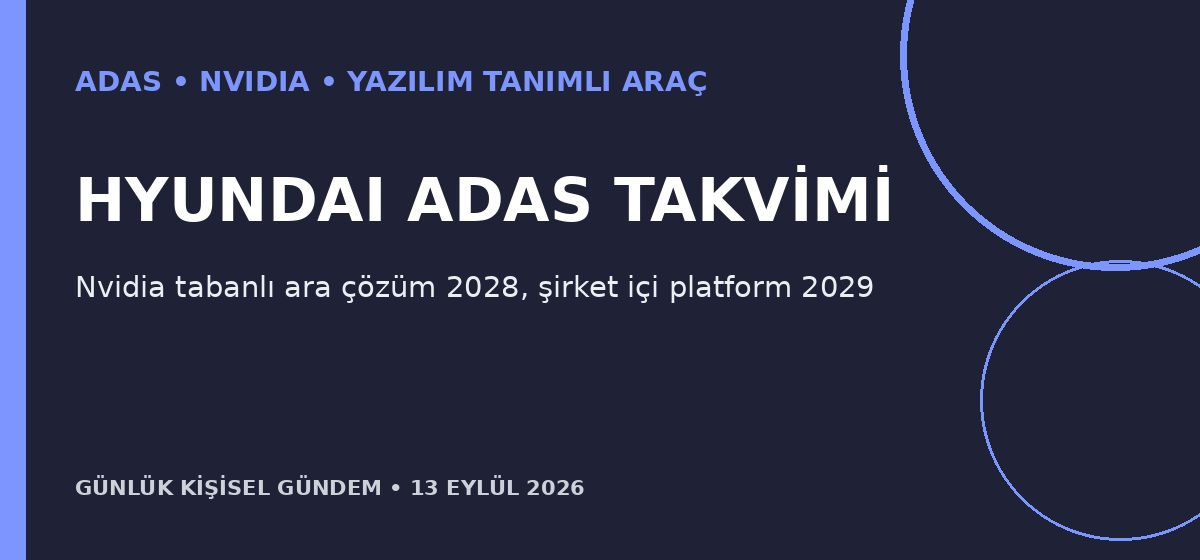 ADAS • NVIDIA • YAZILIM TANIMLI ARAÇ
HYUNDAI ADAS TAKVİMİ
Nvidia tabanlı ara çözüm 2028, şirket içi platform 2029
GÜNLÜK KİŞİSEL GÜNDEM • 13 EYLÜL 2026